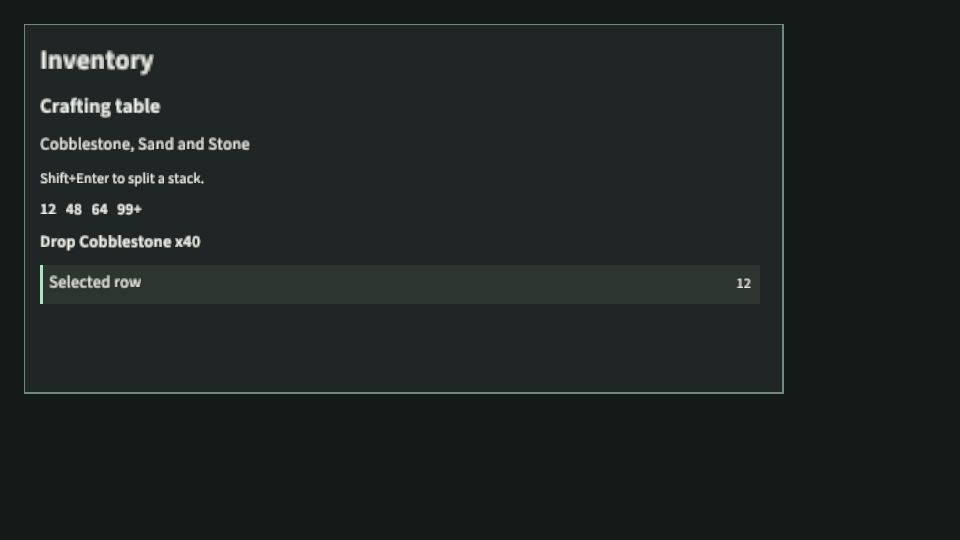 Inventory
Crafting table
Cobblestone, Sand and Stone
Shift+Enter to split a stack.
12 48 64 99+
Drop Cobblestone x40
Selected row 12